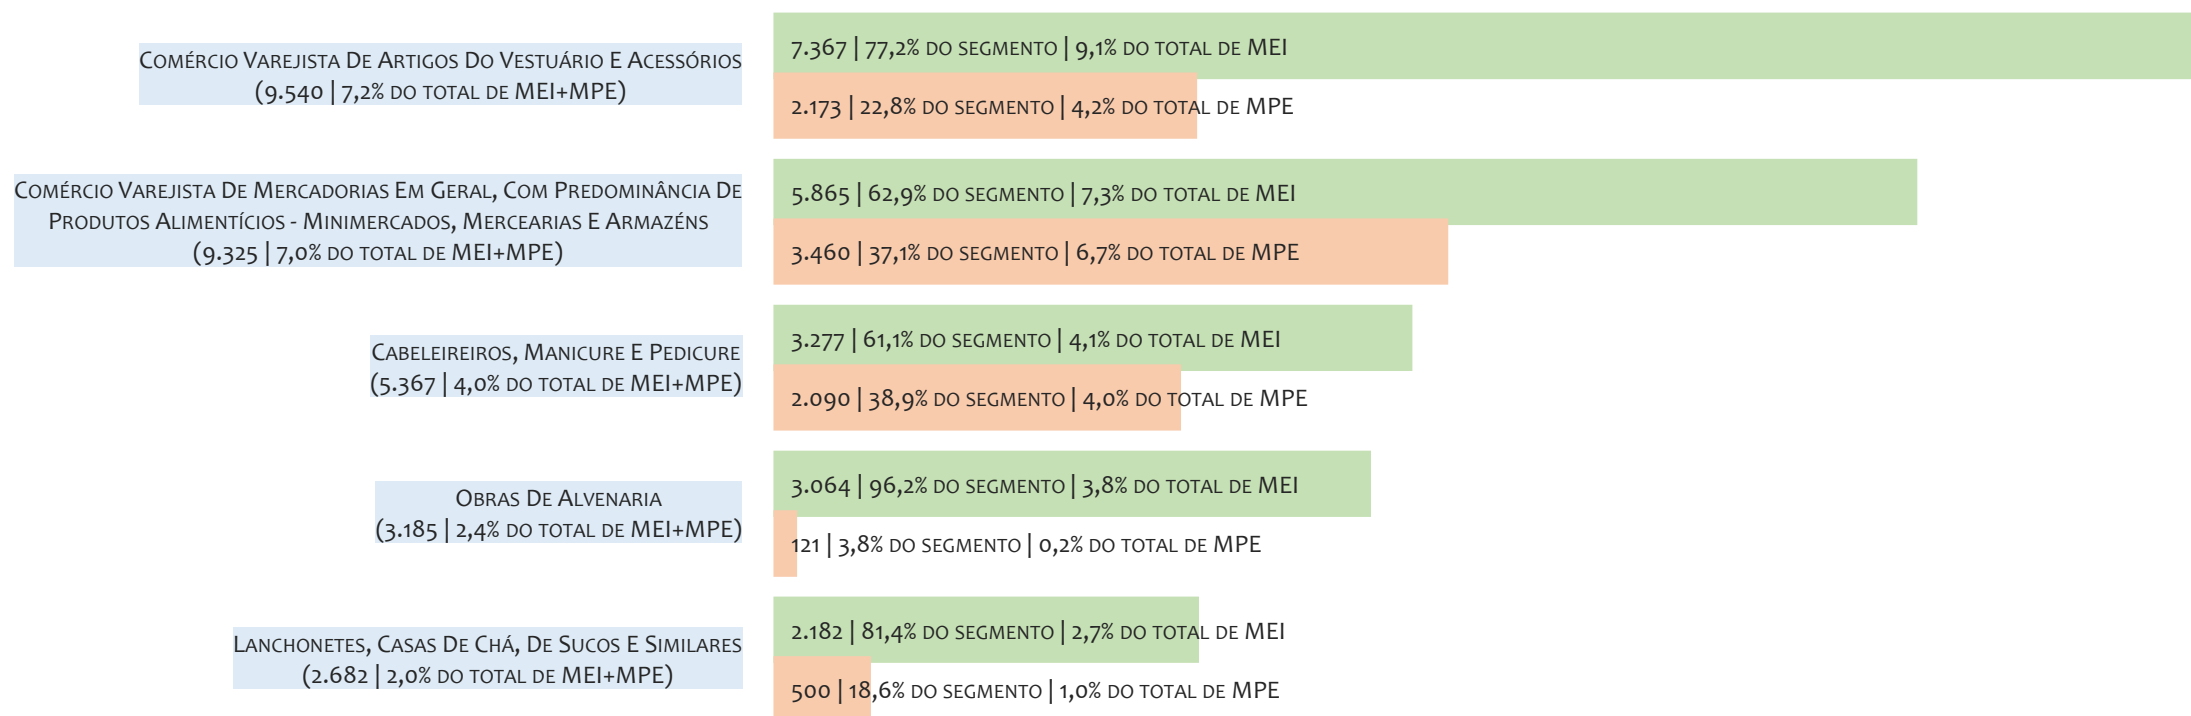 Comércio Varejista De Artigos Do Vestuário E Acessórios
(9.540 | 7,2% do total de MEI+MPE)
7.367 | 77,2% do segmento | 9,1% do total de MEI
2.173 | 22,8% do segmento | 4,2% do total de MPE
Comércio Varejista De Mercadorias Em Geral, Com Predominância De
Produtos Alimentícios - Minimercados, Mercearias E Armazéns
(9.325 | 7,0% do total de MEI+MPE)
5.865 | 62,9% do segmento | 7,3% do total de MEI
3.460 | 37,1% do segmento | 6,7% do total de MPE
Cabeleireiros, Manicure E Pedicure
(5.367 | 4,0% do total de MEI+MPE)
3.277 | 61,1% do segmento | 4,1% do total de MEI
2.090 | 38,9% do segmento | 4,0% do total de MPE
Obras De Alvenaria
(3.185 | 2,4% do total de MEI+MPE)
3.064 | 96,2% do segmento | 3,8% do total de MEI
121 | 3,8% do segmento | 0,2% do total de MPE
Lanchonetes, Casas De Chá, De Sucos E Similares
(2.682 | 2,0% do total de MEI+MPE)
2.182 | 81,4% do segmento | 2,7% do total de MEI
500 | 18,6% do segmento | 1,0% do total de MPE